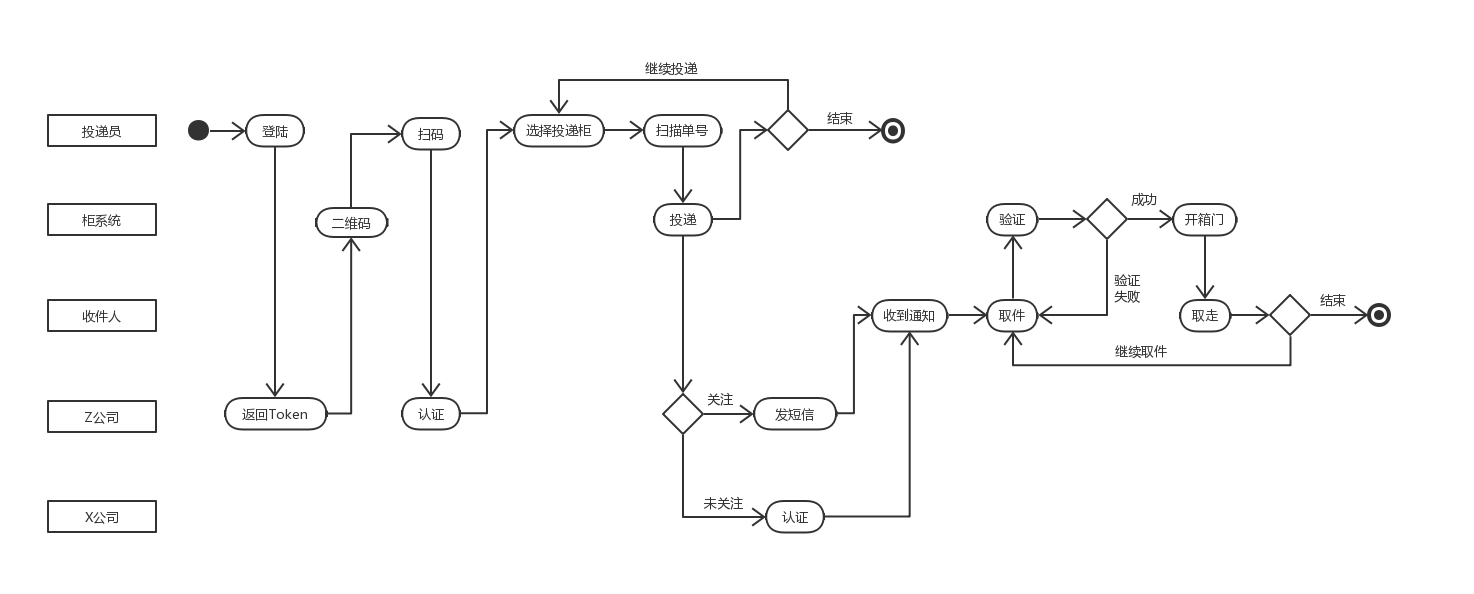 继续投递
投递员
登陆
扫码
选择投递柜
扫描单号
结束
柜系统
二维码
投递
验证
成功
开箱门
验证
失败
收件人
收到通知
取件
取走
结束
继续取件
Z公司
返回Token
认证
关注
发短信
X公司
未关注
认证